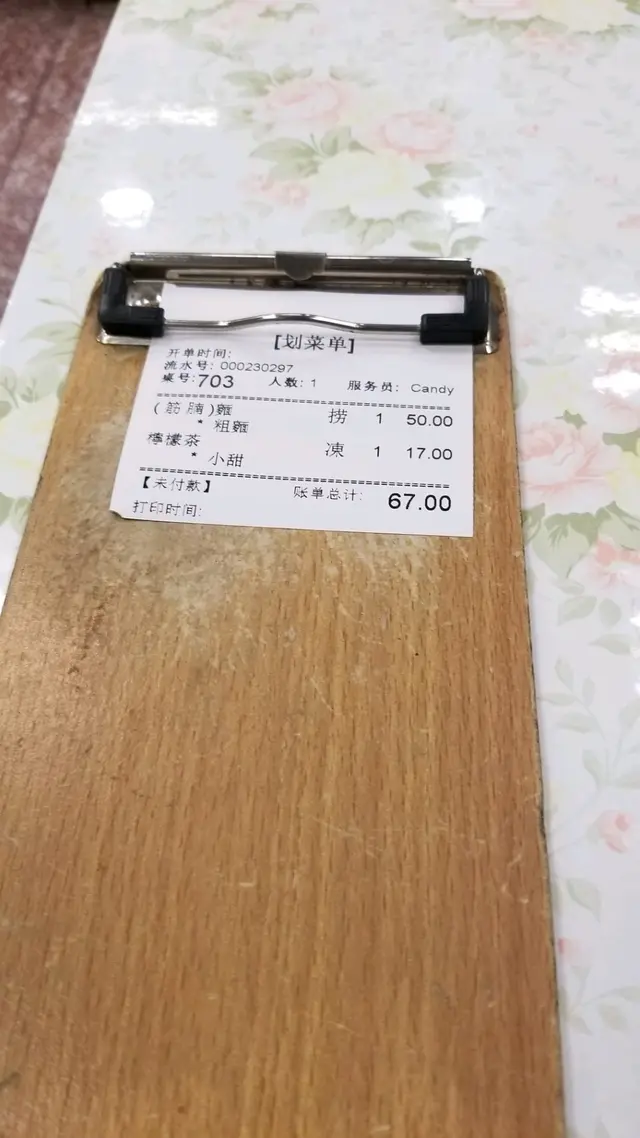 [划菜单]
开单时间:
流水号: 000230297
桌号:703 人数: 1 服务员: Candy
(筋腩)麵 捞 1 50.00
* 粗麵
檸檬茶 凍 1 17.00
* 小甜
【未付款】 账单总计: 67.00
打印时间: